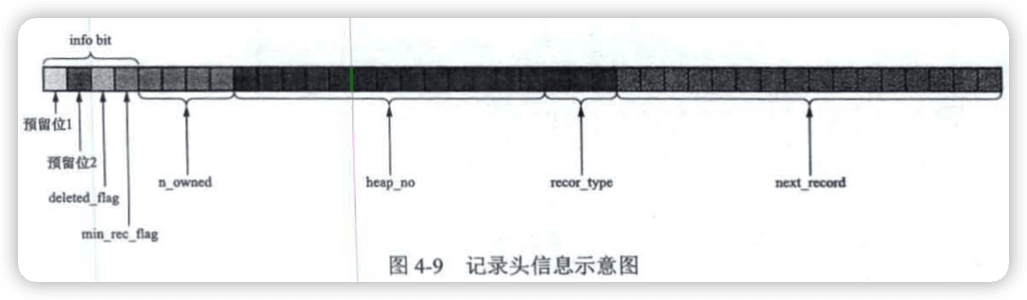 info bit
预留位1
预留位2
deleted_flag
min_rec_flag
n_owned
heap_no
recor_type
next_record
图 4-9 记录头信息示意图